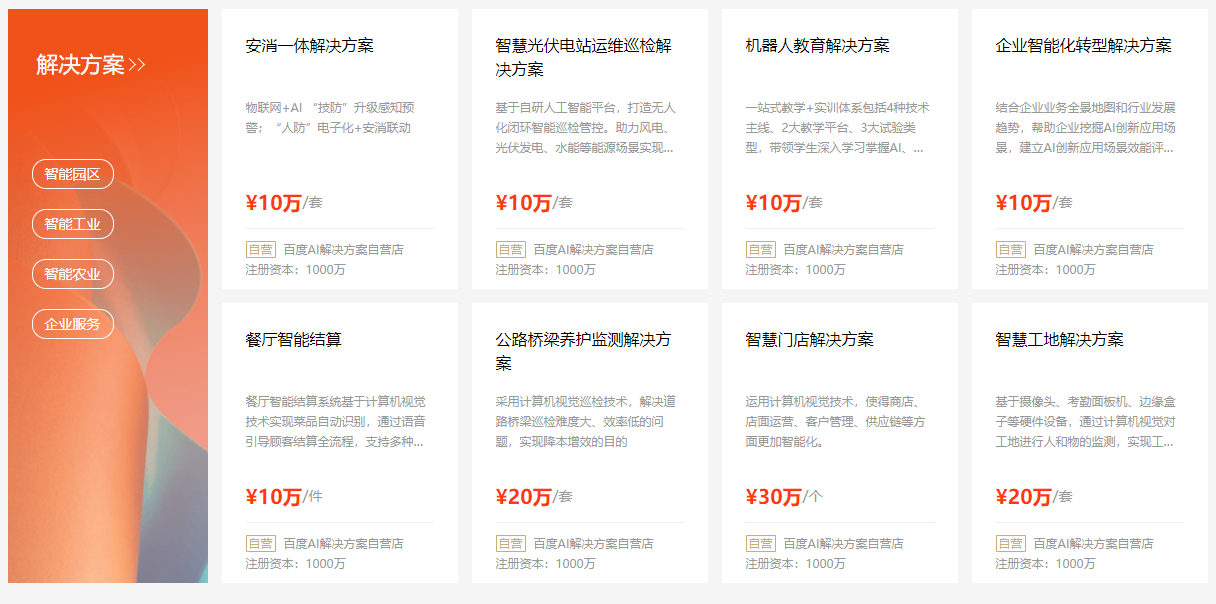 解决方案>>
智能园区
智能工业
智能农业
企业服务
安消一体解决方案
物联网+AI “技防”升级感知预
警；“人防”电子化+安消联动
¥10万/套
自营 百度AI解决方案自营店
注册资本：1000万
智慧光伏电站运维巡检解
决方案
基于自研人工智能平台，打造无人
化闭环智能巡检管控。助力风电、
光伏发电、水能等能源场景实现...
¥10万/套
自营 百度AI解决方案自营店
注册资本：1000万
机器人教育解决方案
一站式教学+实训体系包括4种技术
主线、2大教学平台、3大试验类
型，带领学生深入学习掌握AI、...
¥10万/套
自营 百度AI解决方案自营店
注册资本：1000万
企业智能化转型解决方案
结合企业业务全景地图和行业发展
趋势，帮助企业挖掘AI创新应用场
景，建立AI创新应用场景效能评...
¥10万/套
自营 百度AI解决方案自营店
注册资本：1000万
餐厅智能结算
餐厅智能结算系统基于计算机视觉
技术实现菜品自动识别，通过语音
引导顾客结算全流程，支持多种...
¥10万/件
自营 百度AI解决方案自营店
注册资本：1000万
公路桥梁养护监测解决方
案
采用计算机视觉巡检技术，解决道
路桥梁巡检难度大、效率低的问
题，实现降本增效的目的
¥20万/套
自营 百度AI解决方案自营店
注册资本：1000万
智慧门店解决方案
运用计算机视觉技术，使得商店、
店面运营、客户管理、供应链等方
面更加智能化。
¥30万/个
自营 百度AI解决方案自营店
注册资本：1000万
智慧工地解决方案
基于摄像头、考勤面板机、边缘盒
子等硬件设备，通过计算机视觉对
工地进行人和物的监测，实现工...
¥20万/套
自营 百度AI解决方案自营店
注册资本：1000万